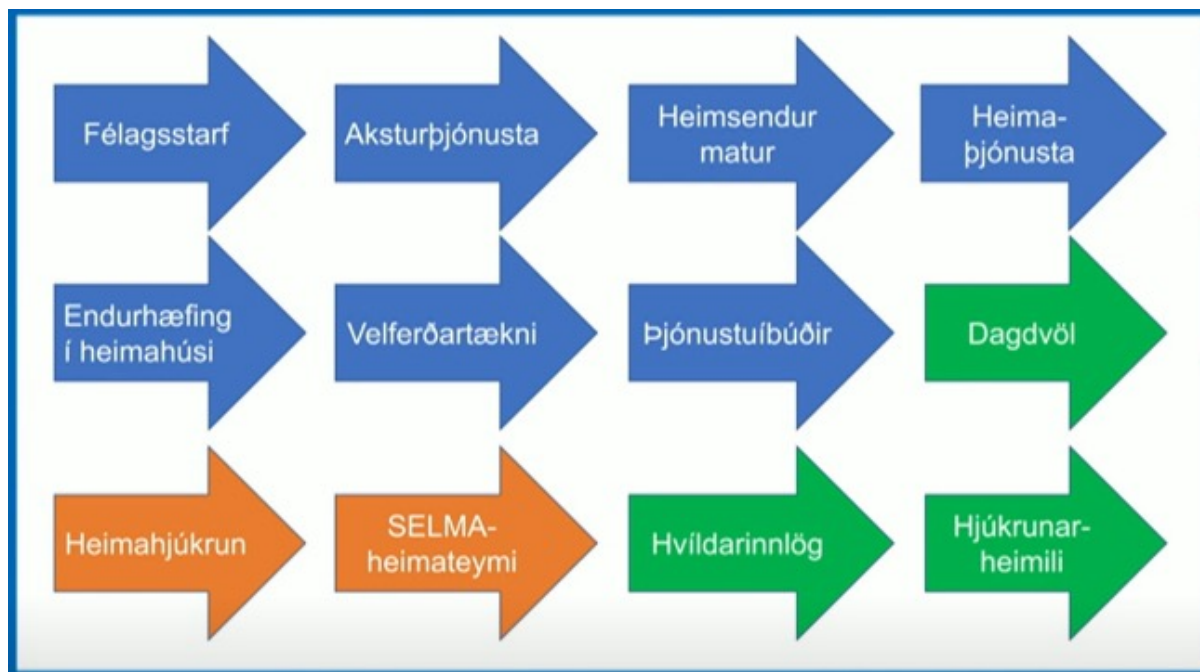 Félagsstarf
Aksturþjónusta
Heimsendur
matur
Heima-
þjónusta
Endurhæfing
í heimahúsi
Velferðartækni
Þjónustuíbúðir
Dagdvöl
Heimahjúkrun
SELMA-
heimateymi
Hvíldarinnlög
Hjúkrunar-
heimili